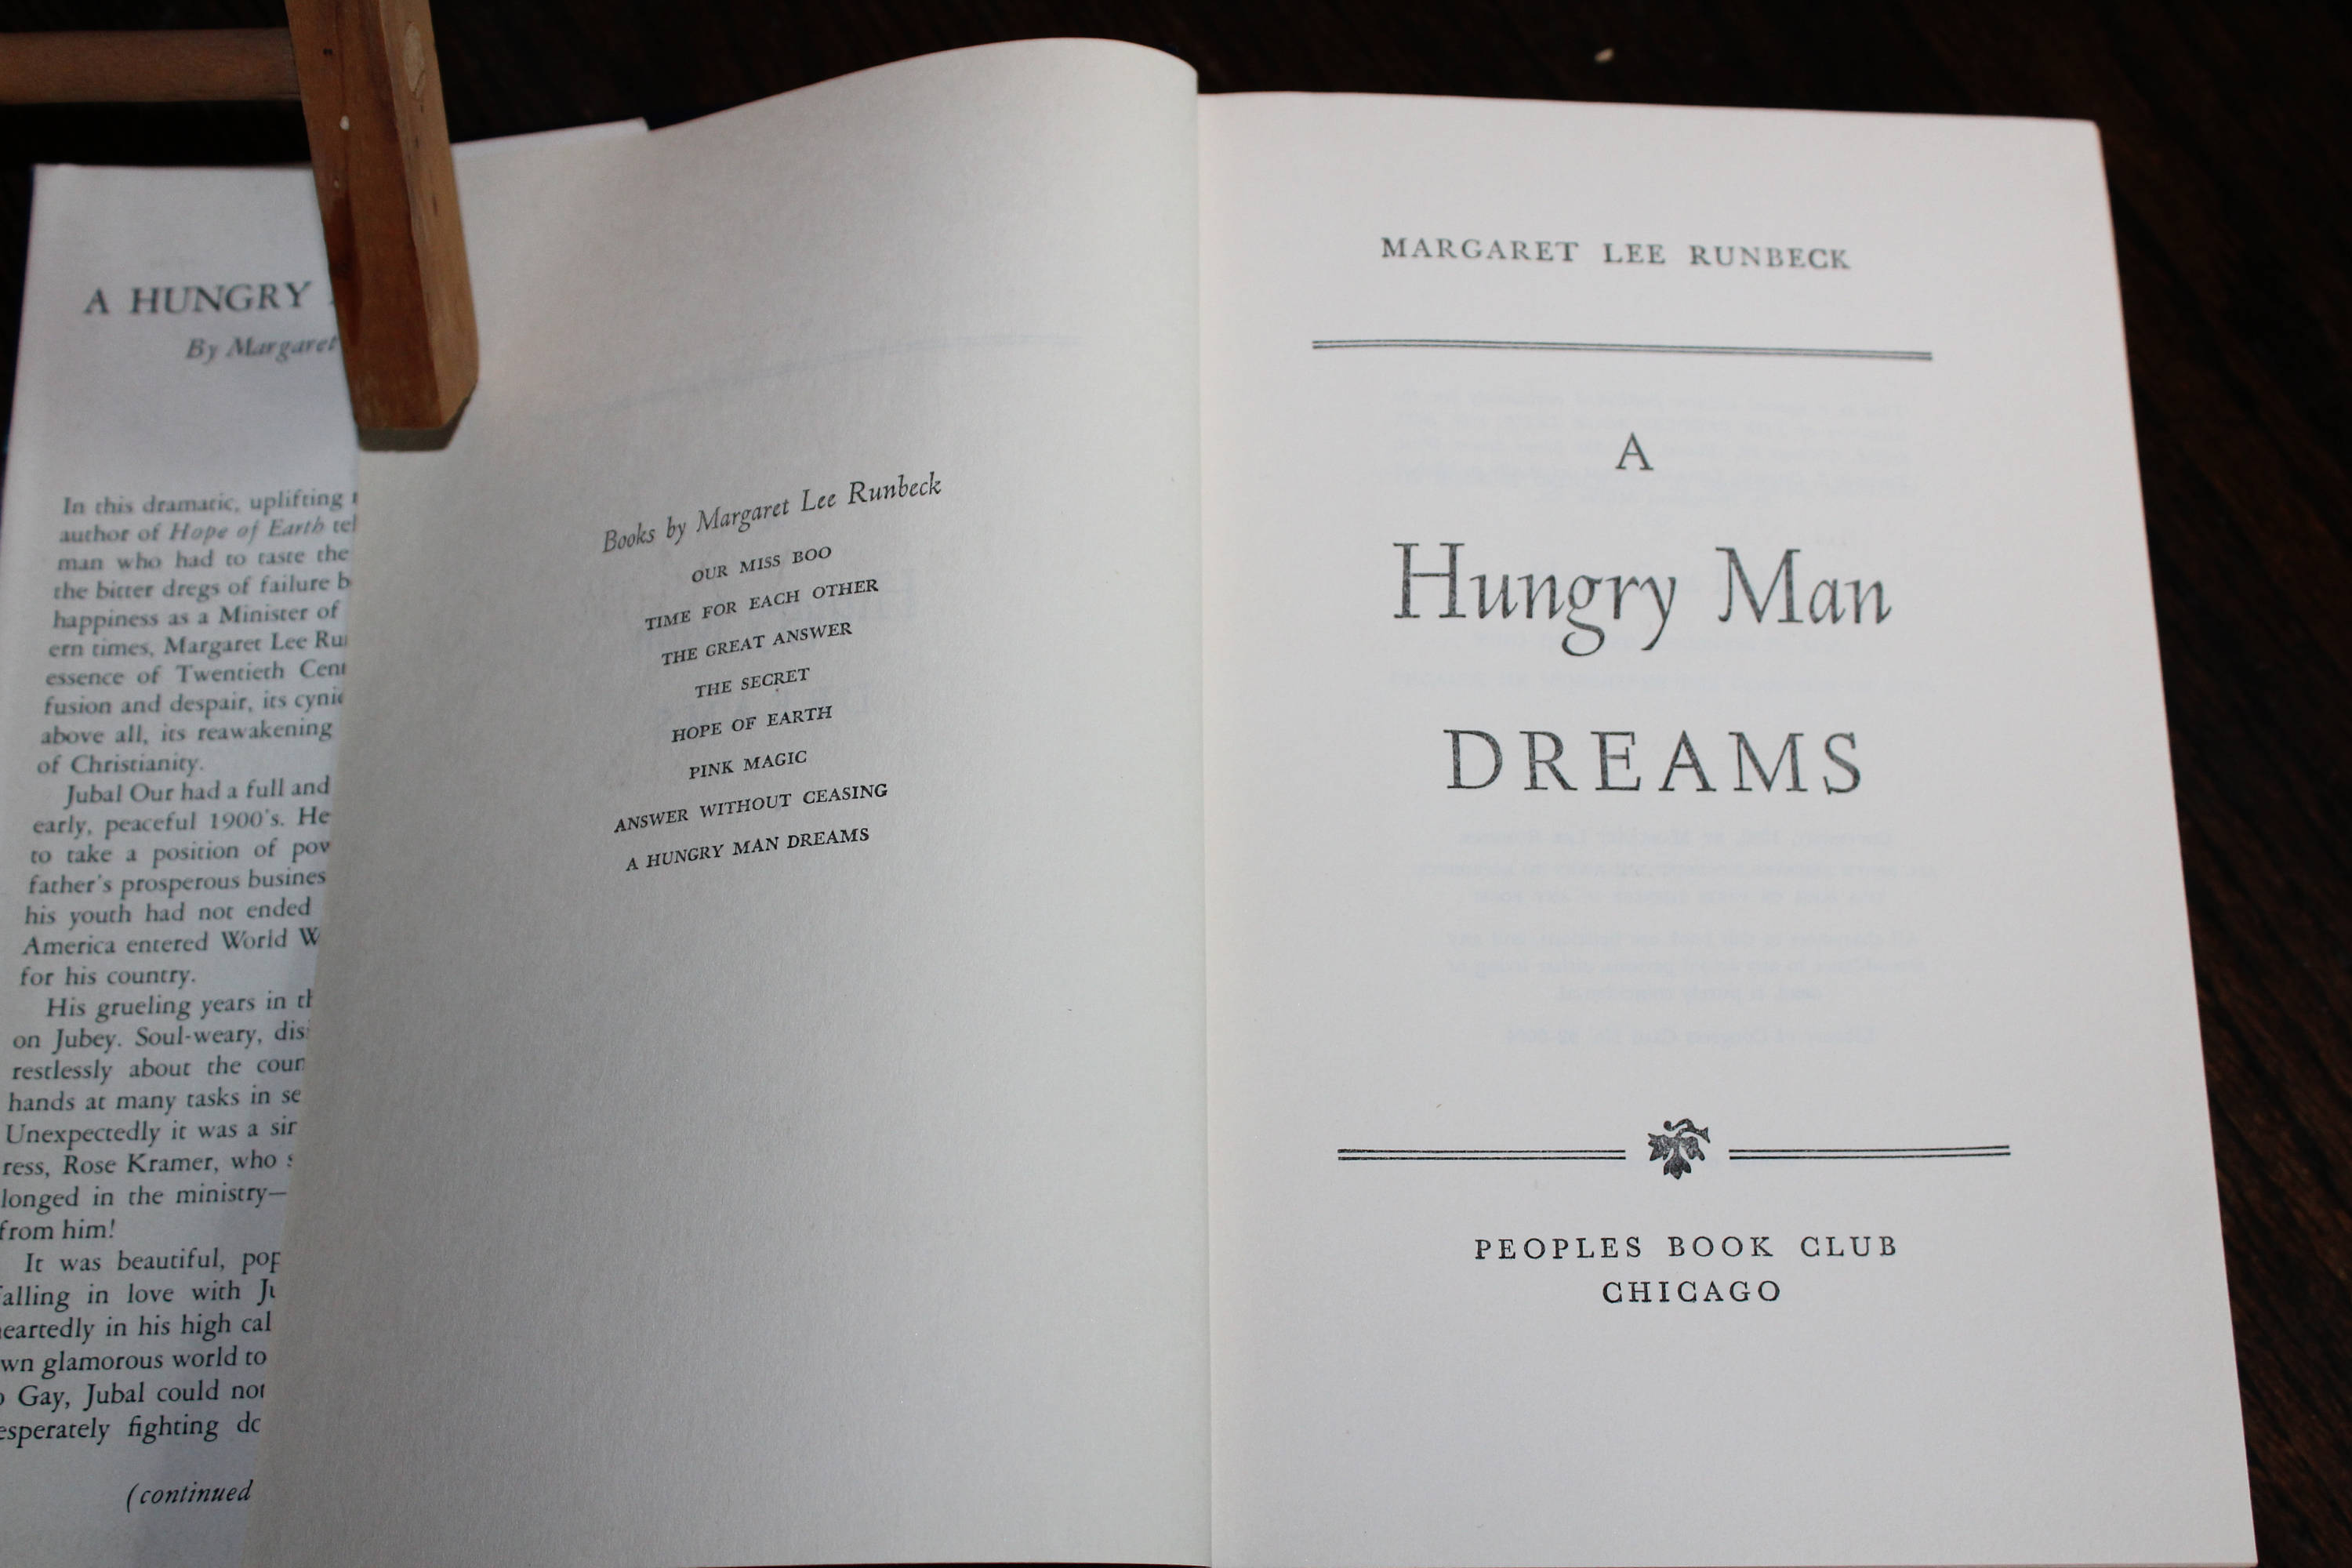 A HUNGRY
By Margaret
In this dramatic, uplifting
author of Hope of Earth
man who had to taste the
the bitter dregs of failure
happiness as a Minister of
ern times, Margaret Lee
essence of Twentieth
fusion and despair, its
above all, its reawakening
of Christianity.
Jubal Our had a full and
early, peaceful 1900's. He
to take a position of
father's prosperous
his youth had not ended
America entered World
for his country.
His grueling years in
on Jubey. Soul-weary,
restlessly about the
hands at many tasks in
Unexpectedly it was a
ress, Rose Kramer, who
longed in the ministry—
from him!
It was beautiful,
falling in love with
in his high
glamorous world to
Gay, Jubal could not
fighting
(continued
Books by Margaret Lee Runbeck
OUR MISS BOO
TIME FOR EACH OTHER
THE GREAT ANSWER
THE SECRET
HOPE OF EARTH
PINK MAGIC
ANSWER WITHOUT CEASING
A HUNGRY MAN DREAMS
MARGARET LEE RUNBECK
A
Hungry Man
DREAMS
PEOPLES BOOK CLUB
CHICAGO